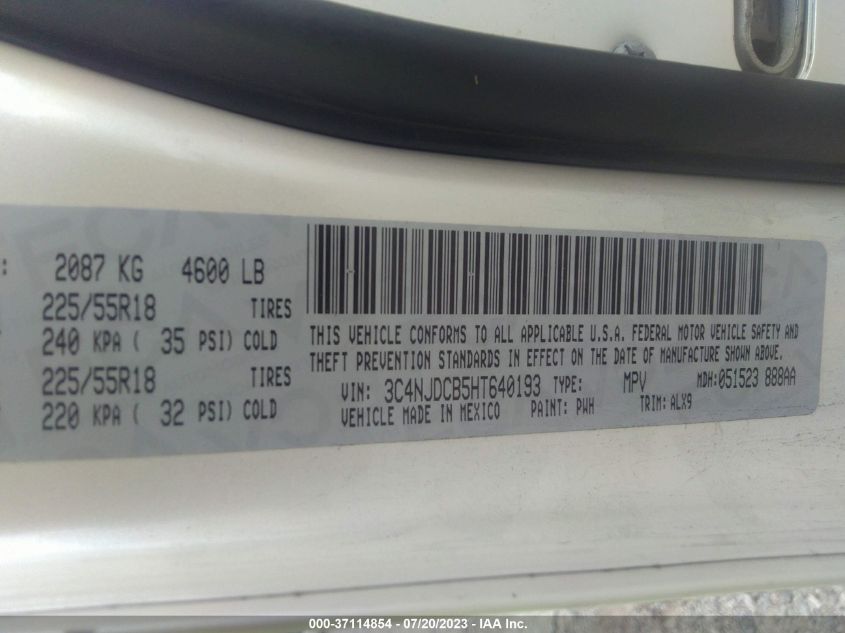 : 2087 KG 4600 LB
225/55R18 TIRES
240 KPA ( 35 PSI) COLD
225/55R18 TIRES
220 KPA ( 32 PSI) COLD
THIS VEHICLE CONFORMS TO ALL APPLICABLE U.S.A. FEDERAL MOTOR VEHICLE SAFETY AND
THEFT PREVENTION STANDARDS IN EFFECT ON THE DATE OF MANUFACTURE SHOWN ABOVE.
VIN: 3C4NJDCB5HT640193 TYPE: MPV MDH:051523 888AA
VEHICLE MADE IN MEXICO PAINT: PWH TRIM: ALX9
000-37114854 / 07/20/2023 - IAA Inc.